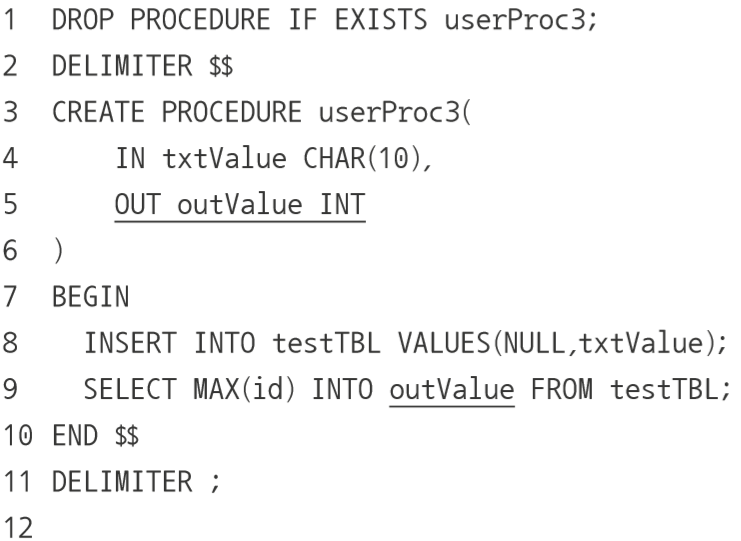 1 DROP PROCEDURE IF EXISTS userProc3;
2 DELIMITER $$
3 CREATE PROCEDURE userProc3(
4     IN txtValue CHAR(10),
5     OUT outValue INT
6 )
7 BEGIN
8   INSERT INTO testTBL VALUES(NULL,txtValue);
9   SELECT MAX(id) INTO outValue FROM testTBL;
10 END $$
11 DELIMITER ;
12